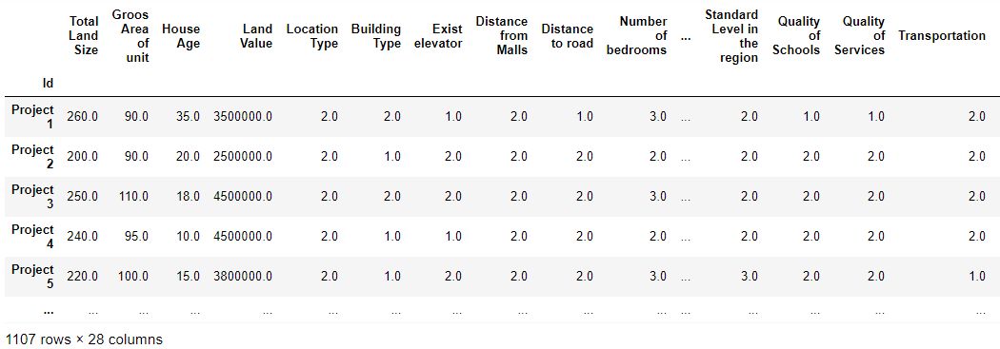 Total Land Size Groos Area of unit House Age Land Value Location Type Building Type Exist elevator Distance from Malls Distance to road Number of bedrooms ... Standard Level in the region Quality of Schools Quality of Services Transportation
Id
Project 1 260.0 90.0 35.0 3500000.0 2.0 2.0 1.0 2.0 1.0 3.0 ... 2.0 1.0 1.0 2.0
Project 2 200.0 90.0 20.0 2500000.0 2.0 1.0 2.0 2.0 2.0 2.0 ... 2.0 2.0 2.0 2.0
Project 3 250.0 110.0 18.0 4500000.0 2.0 2.0 2.0 2.0 2.0 3.0 ... 2.0 2.0 2.0 2.0
Project 4 240.0 95.0 10.0 4500000.0 2.0 1.0 1.0 2.0 2.0 2.0 ... 2.0 2.0 2.0 2.0
Project 5 220.0 100.0 15.0 3800000.0 2.0 1.0 2.0 2.0 2.0 3.0 ... 3.0 2.0 2.0 1.0
... ... ... ... ... ... ... ... ... ... ... ... ... ... ... ...
1107 rows × 28 columns